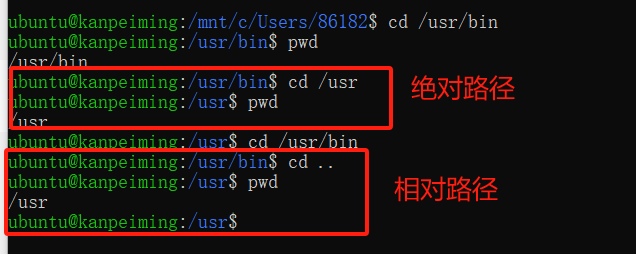 ubuntu@kanpeiming:/mnt/c/Users/86182$ cd /usr/bin
ubuntu@kanpeiming:/usr/bin$ pwd
/usr/bin
ubuntu@kanpeiming:/usr/bin$ cd /usr
绝对路径
ubuntu@kanpeiming:/usr$ pwd
/usr
ubuntu@kanpeiming:/usr$ cd /usr/bin
ubuntu@kanpeiming:/usr/bin$ cd ..
ubuntu@kanpeiming:/usr$ pwd
相对路径
/usr
ubuntu@kanpeiming:/usr$